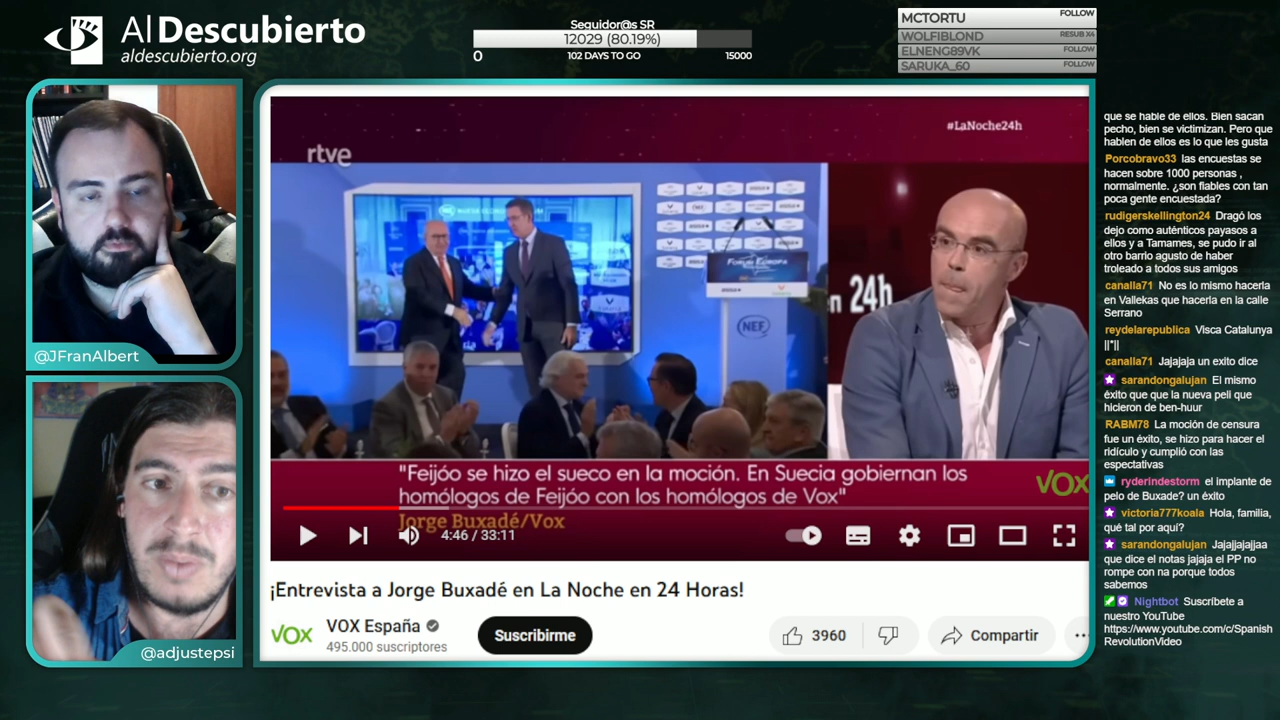 Al Descubierto
aldescubierto.org
Seguidor@s SR
12029 (80.19%)
0
102 DAYS TO GO
15000
MCTORTU FOLLOW
WOLFIBLOND RESUB X4
ELNENG89VK FOLLOW
SARUKA_60 FOLLOW
@JFranAlbert
@adjustepsi
rtve
#LaNoche24h
NEF
FORUM EUROPA
NEF
24h
"Feijóo se hizo el sueco en la moción. En Suecia gobiernan los
homólogos de Feijóo con los homólogos de Vox"
Jorge Buxadé/Vox
VOX
4:46 / 33:11
¡Entrevista a Jorge Buxadé en La Noche en 24 Horas!
VOX
VOX España
495.000 suscriptores
Suscribirme
3960
Compartir
que se hable de ellos. Bien sacan
pecho, bien se victimizan. Pero que
hablen de ellos es lo que les gusta
Porcobravo33 las encuestas se
hacen sobre 1000 personas ,
normalmente. ¿son fiables con tan
poca gente encuestada?
rudigerskellington24 Dragó los
dejo como auténticos payasos a
ellos y a Tamames, se pudo ir al
otro barrio agusto de haber
troleado a todos sus amigos
canalla71 No es lo mismo hacerla
en Vallekas que hacerla en la calle
Serrano
reydelarepublica Visca Catalunya
||*||
canalla71 Jajajaja un exito dice
sarandongalujan El mismo
éxito que que la nueva peli que
hicieron de ben-huur
RABM78 La moción de censura
fue un éxito, se hizo para hacer el
ridículo y cumplió con las
espectativas
ryderindestorm el implante de
pelo de Buxade? un éxito
victoria777koala Hola, familia,
qué tal por aquí?
sarandongalujan Jajajjajajjaa
que dice el notas jajaja el PP no
rompe con na porque todos
sabemos
Nightbot Suscríbete a
nuestro YouTube
https://www.youtube.com/c/Spanish
RevolutionVideo